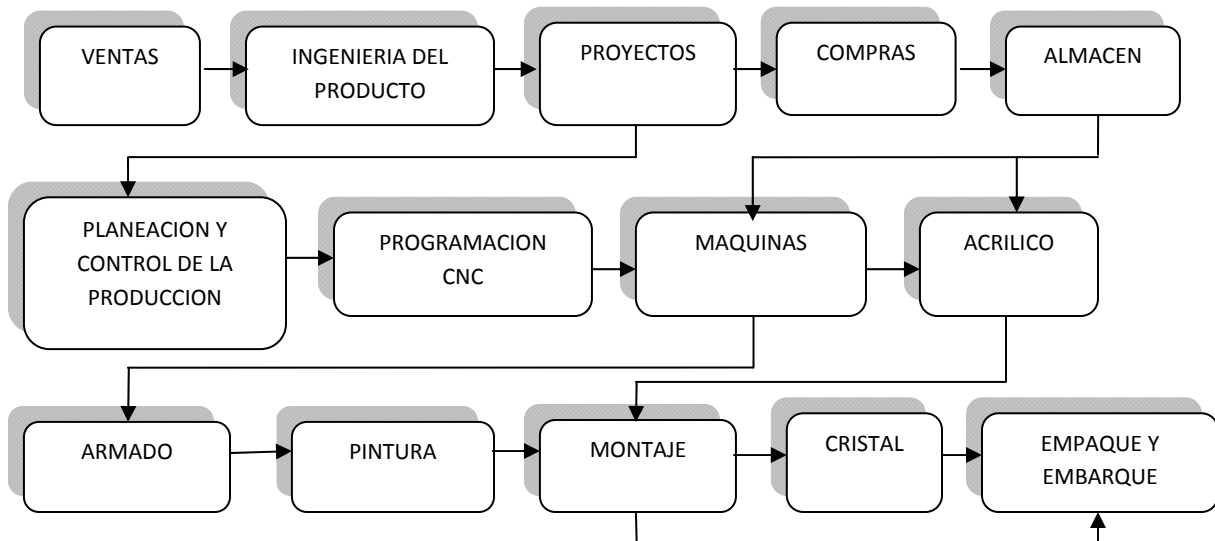 VENTAS
INGENIERIA DEL
PRODUCTO
PROYECTOS
COMPRAS
ALMACEN
PLANEACION Y
CONTROL DE LA
PRODUCCION
PROGRAMACION
CNC
MAQUINAS
ACRILICO
ARMADO
PINTURA
MONTAJE
CRISTAL
EMPAQUE Y
EMBARQUE